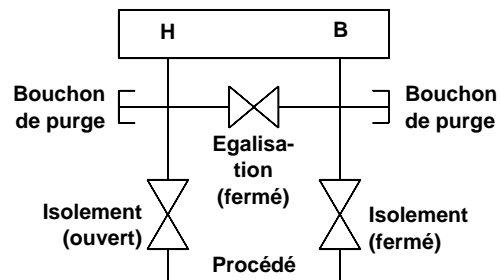 H
B
Bouchon
de purge
Bouchon
de purge
Egalisa-
tion
(fermé)
Isolement
(ouvert)
Isolement
(fermé)
Procédé